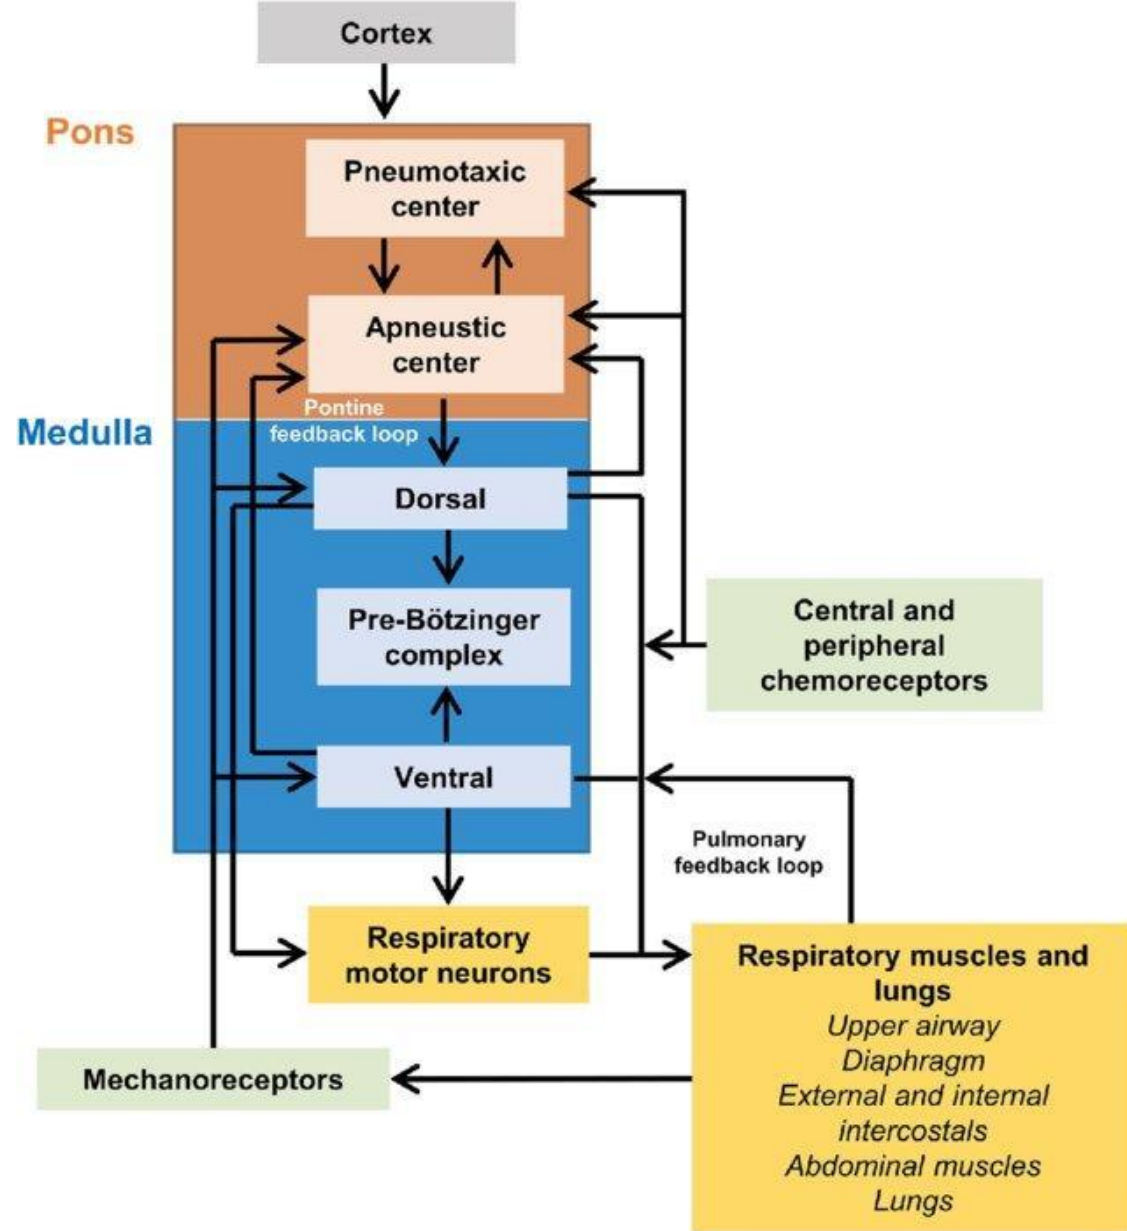 Cortex
Pons
Pneumotaxic
center
Apneustic
center
Pontine
feedback loop
Medulla
Dorsal
Pre-Bötzinger
complex
Central and
peripheral
chemoreceptors
Ventral
Pulmonary
feedback loop
Respiratory
motor neurons
Respiratory muscles and
lungs
Upper airway
Diaphragm
External and internal
intercostals
Abdominal muscles
Lungs
Mechanoreceptors